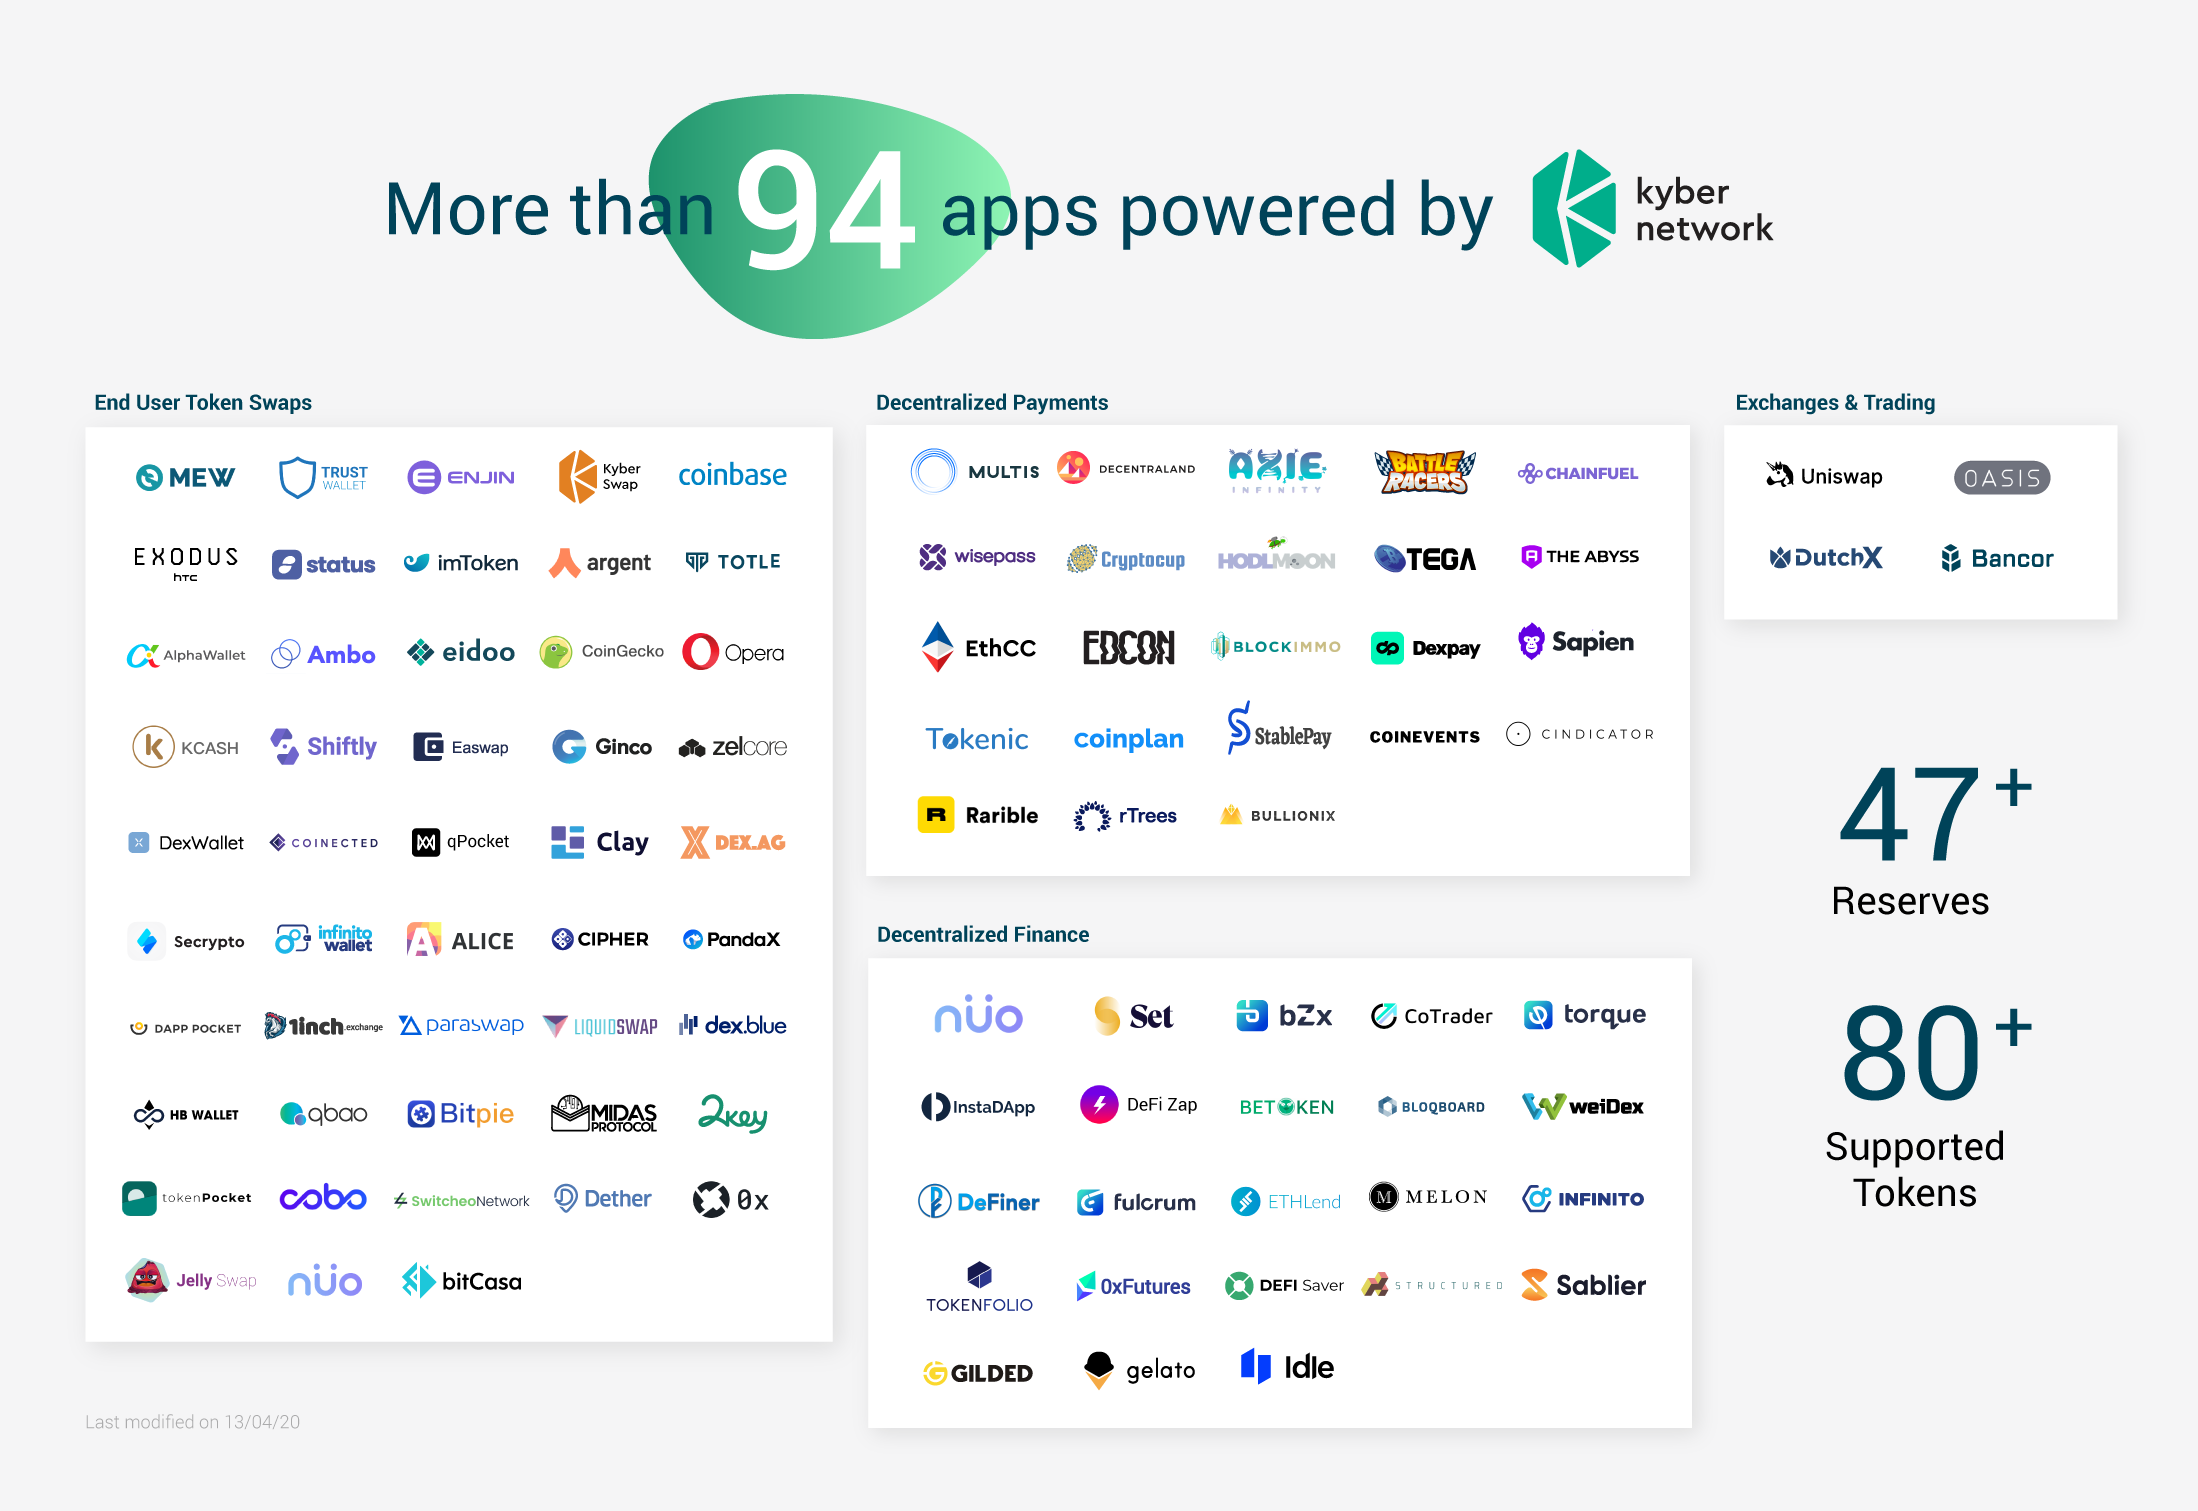 More than 94 apps powered by kyber network
End User Token Swaps
MEW TRUST WALLET ENJIN Kyber Swap coinbase
EXODUS hTC status imToken argent TOTLE
AlphaWallet Ambo eidoo CoinGecko Opera
KCASH Shiftly Easwap Ginco zelcore
DexWallet COINECTED qPocket Clay DEX.AG
Secrypto infinito wallet ALICE CIPHER PandaX
DAPP POCKET 1inch.exchange paraswap LIQUIDSWAP dex.blue
HB WALLET qbao Bitpie MIDAS PROTOCOL 2key
tokenPocket cobo SwitcheoNetwork Dether 0x
Jelly Swap nüo bitCasa
Decentralized Payments
MULTIS DECENTRALAND AXIE INFINITY BATTLE RACERS CHAINFUEL
wisepass Cryptocup HODLMOON TEGA THE ABYSS
EthCC EDCON BLOCKIMMO Dexpay Sapien
Tokenic coinplan StablePay COINEVENTS CINDICATOR
Rarible rTrees BULLIONIX
Decentralized Finance
nüo Set bZx CoTrader torque
InstaDApp DeFi Zap BETOKEN BLOQBOARD weiDex
DeFiner fulcrum ETHLend MELON INFINITO
TOKENFOLIO 0xFutures DEFI Saver STRUCTURED Sablier
GILDED gelato Idle
Exchanges & Trading
Uniswap OASIS
DutchX Bancor
47+
Reserves
80+
Supported
Tokens
Last modified on 13/04/20